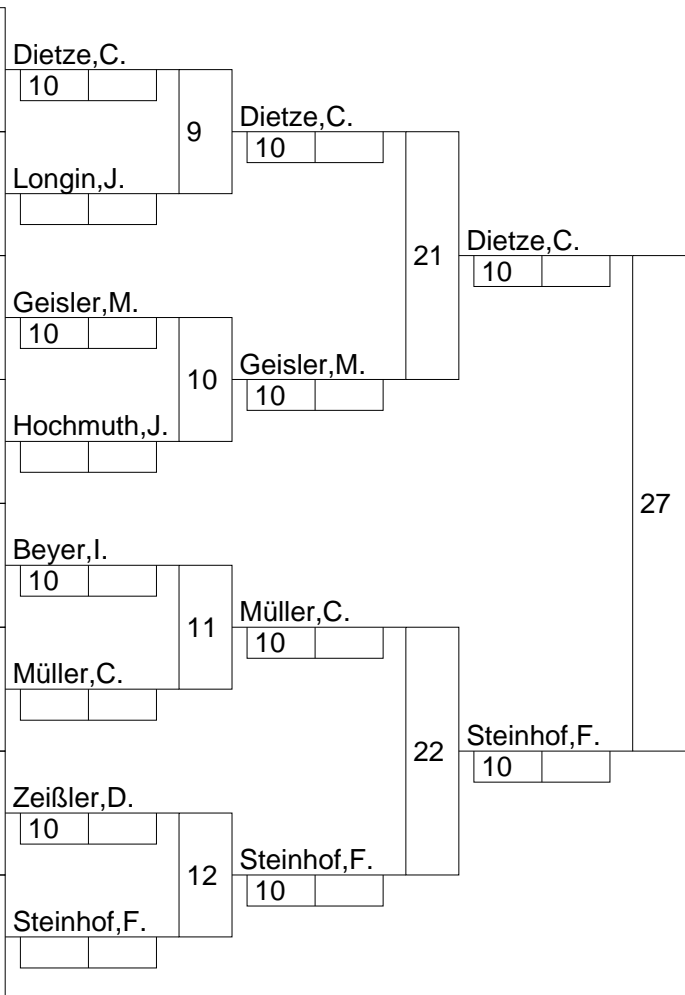 Dietze,C.
10
9
Dietze,C.
10
Longin,J.
21
Dietze,C.
10
Geisler,M.
10
10
Geisler,M.
10
Hochmuth,J.
27
Beyer,I.
10
11
Müller,C.
10
Müller,C.
22
Steinhof,F.
10
Zeißler,D.
10
12
Steinhof,F.
10
Steinhof,F.